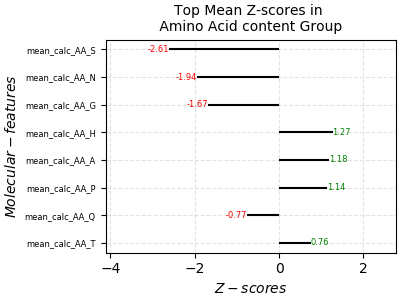 Top Mean Z-scores in
Amino Acid content Group
Molecular − features
mean_calc_AA_S
-2.61
mean_calc_AA_N
-1.94
mean_calc_AA_G
-1.67
mean_calc_AA_H
1.27
mean_calc_AA_A
1.18
mean_calc_AA_P
1.14
mean_calc_AA_Q
-0.77
mean_calc_AA_T
0.76
−4 −2 0 2
Z − scores